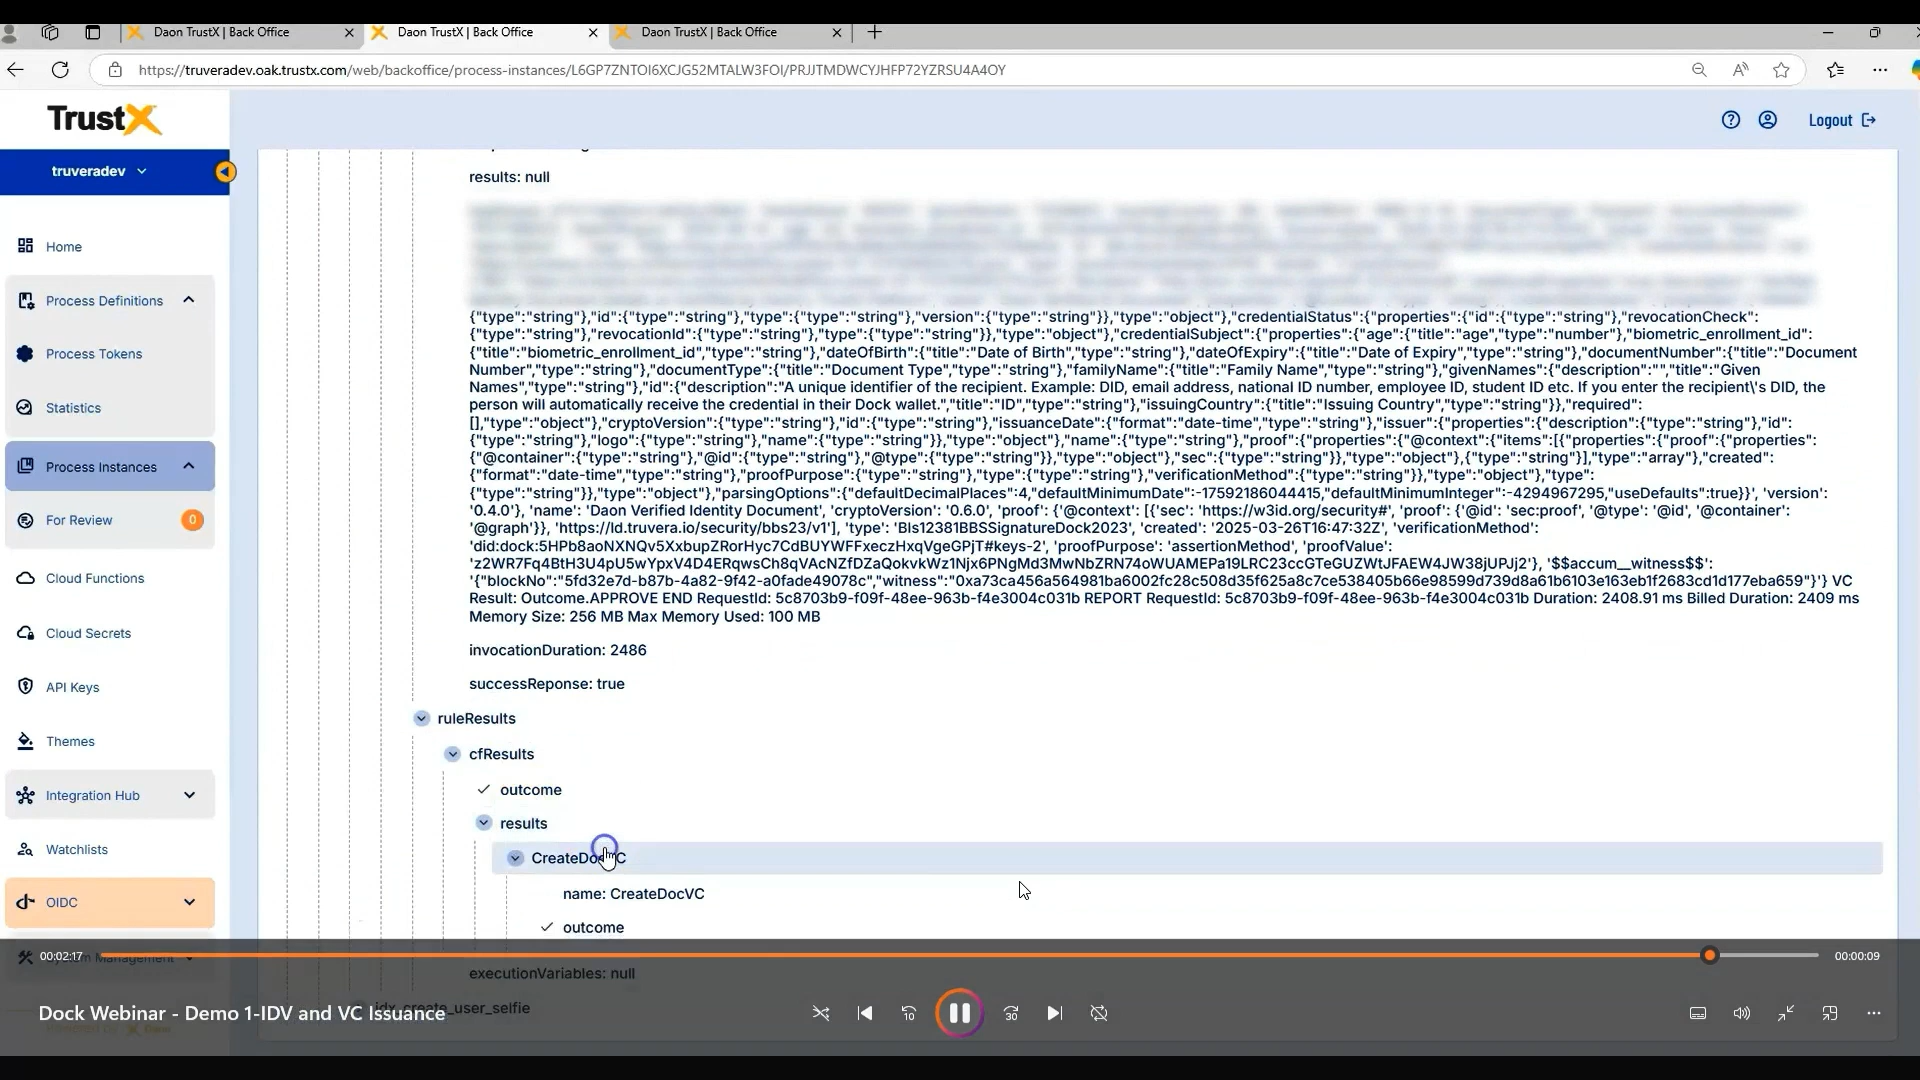 Daon TrustX | Back Office
Daon TrustX | Back Office
Daon TrustX | Back Office
https://truveradev.oak.trustx.com/web/backoffice/process-instances/L6GP7ZNTOI6XCJG52MTALW3FOI/PRJJTMDWCYJHFP72YZRSU4A4OY
TrustX
Logout
truveradev
Home
Process Definitions
Process Tokens
Statistics
Process Instances
For Review 0
Cloud Functions
Cloud Secrets
API Keys
Themes
Integration Hub
Watchlists
OIDC
System Management
results: null
{"type":"string"},"id":{"type":"string"},"type":{"type":"string"},"version":{"type":"string"}},"type":"object"},"credentialStatus":{"properties":{"id":{"type":"string"},"revocationCheck":
{"type":"string"},"revocationId":{"type":"string"},"type":{"type":"string"}},"type":"object"},"credentialSubject":{"properties":{"age":{"title":"age","type":"number"},"biometric_enrollment_id":
{"title":"biometric_enrollment_id","type":"string"},"dateOfBirth":{"title":"Date of Birth","type":"string"},"dateOfExpiry":{"title":"Date of Expiry","type":"string"},"documentNumber":{"title":"Document
Number","type":"string"},"documentType":{"title":"Document Type","type":"string"},"familyName":{"title":"Family Name","type":"string"},"givenNames":{"description":"","title":"Given
Names","type":"string"},"id":{"description":"A unique identifier of the recipient. Example: DID, email address, national ID number, employee ID, student ID etc. If you enter the recipient\'s DID, the
person will automatically receive the credential in their Dock wallet.","title":"ID","type":"string"},"issuingCountry":{"title":"Issuing Country","type":"string"}},"required":
[],"type":"object"},"cryptoVersion":{"type":"string"},"id":{"type":"string"},"issuanceDate":{"format":"date-time","type":"string"},"issuer":{"properties":{"description":{"type":"string"},"id":
{"type":"string"},"logo":{"type":"string"},"name":{"type":"string"}},"type":"object"},"name":{"type":"string"},"proof":{"properties":{"@context":{"items":[{"properties":{"proof":{"properties":
{"@container":{"type":"string"},"@id":{"type":"string"},"@type":{"type":"string"}},"type":"object"},"sec":{"type":"string"}},"type":"object"},{"type":"string"}],"type":"array"},"created":
{"format":"date-time","type":"string"},"proofPurpose":{"type":"string"},"type":{"type":"string"},"verificationMethod":{"type":"string"}},"type":"object"},"type":
{"type":"string"}},"type":"object"},"parsingOptions":{"defaultDecimalPlaces":4,"defaultMinimumDate":-17592186044415,"defaultMinimumInteger":-4294967295,"useDefaults":true}}', 'version':
'0.4.0'}, 'name': 'Daon Verified Identity Document', 'cryptoVersion': '0.6.0', 'proof': {'@context': [{'sec': 'https://w3id.org/security#', 'proof': {'@id': 'sec:proof', '@type': '@id', '@container':
'@graph'}}, 'https://ld.truvera.io/security/bbs23/v1'], 'type': 'Bls12381BBSSignatureDock2023', 'created': '2025-03-26T16:47:32Z', 'verificationMethod':
'did:dock:5HPb8aoNXNQv5XxbupZRorHyc7CdBUYWFFxeczHxqVgeGPjT#keys-2', 'proofPurpose': 'assertionMethod', 'proofValue':
'z2WR7Fq4BtH3U4pU5wYpxV4D4ERqwsCh8qVAcNZfDZaQokvkWz1Njx6PNgMd3MwNbZRN74oWUAMEPa19LRC23ccGTeGUZWtJFAEW4JW38jUPJj2'}, '$$accum__witness$$':
'{"blockNo":"5fd32e7d-b87b-4a82-9f42-a0fade49078c","witness":"0xa73ca456a564981ba6002fc28c508d35f625a8c7ce538405b66e98599d739d8a61b6103e163eb1f2683cd1d177eba659"}'} VC
Result: Outcome.APPROVE END RequestId: 5c8703b9-f09f-48ee-963b-f4e3004c031b REPORT RequestId: 5c8703b9-f09f-48ee-963b-f4e3004c031b Duration: 2408.91 ms Billed Duration: 2409 ms
Memory Size: 256 MB Max Memory Used: 100 MB
invocationDuration: 2486
successReponse: true
ruleResults
cfResults
outcome
results
CreateDocVC
name: CreateDocVC
outcome
executionVariables: null
idx_create_user_selfie
00:02:17
00:00:09
Dock Webinar - Demo 1-IDV and VC Issuance
10
30